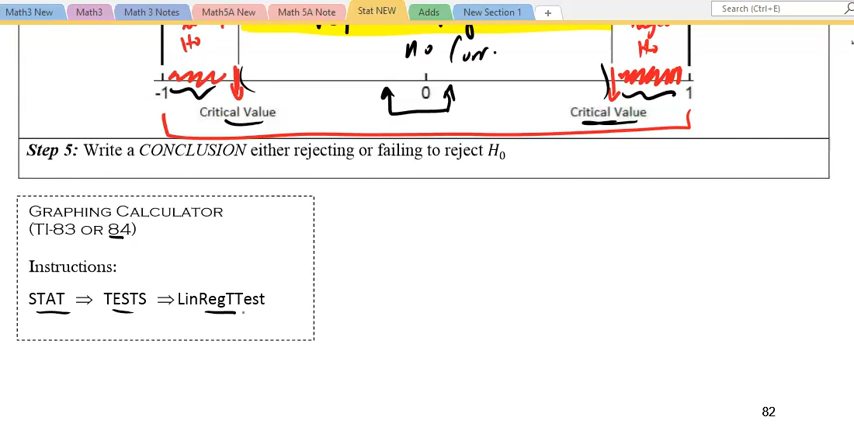 Math3 New Math3 Math 3 Notes Math5A New Math 5A Note Stat NEW Adds New Section 1 + Search (Ctrl+E)
Ho Ho
no Corr.
-1 0 1
Critical Value Critical Value
Step 5: Write a CONCLUSION either rejecting or failing to reject H₀
GRAPHING CALCULATOR
(TI-83 OR 84)
Instructions:
STAT ⇒ TESTS ⇒ LinRegTTest
82